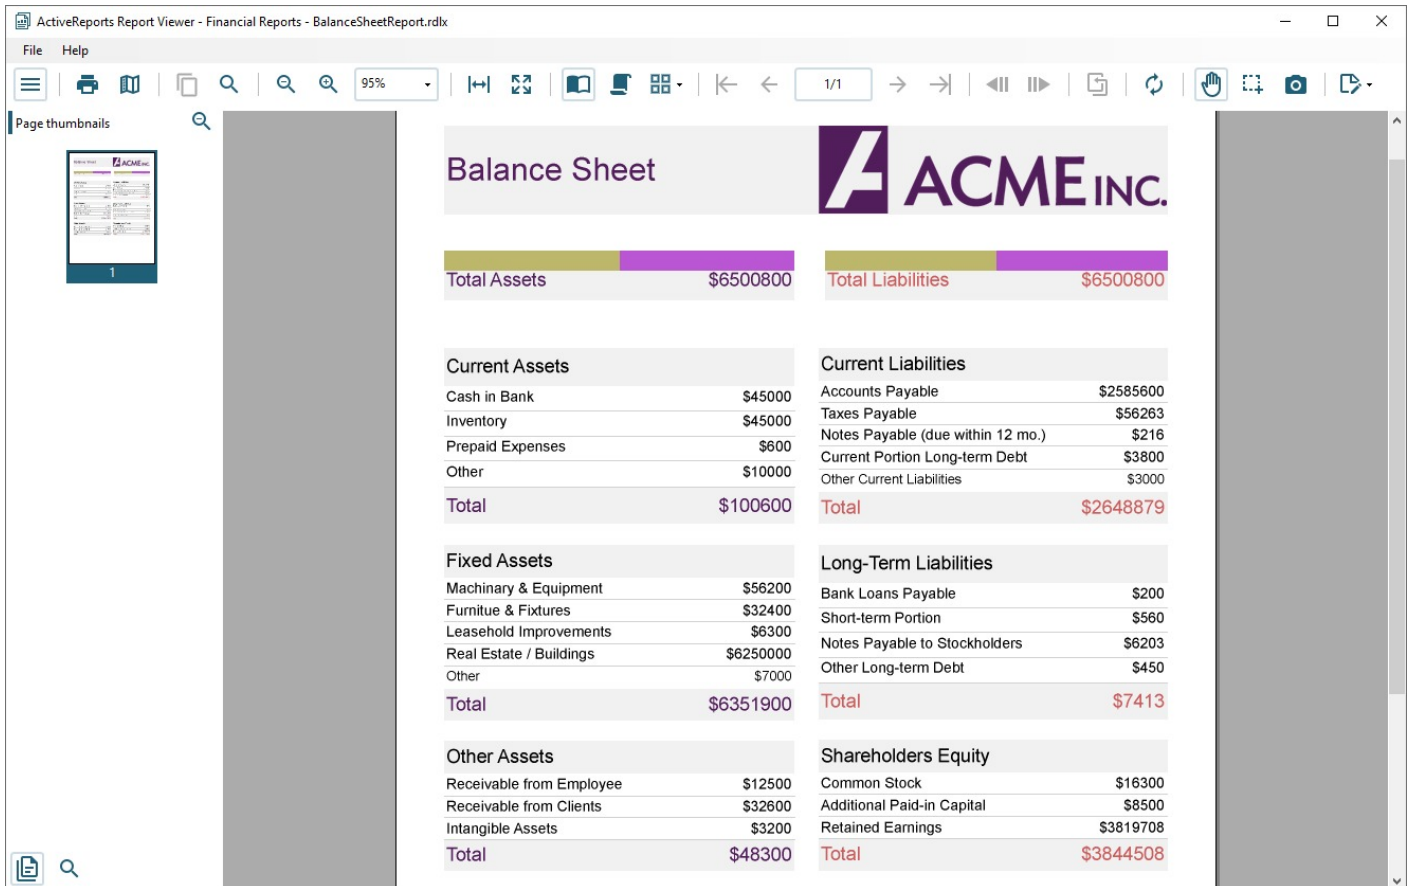 ActiveReports Report Viewer - Financial Reports - BalanceSheetReport.rdlx
File Help
95%
1/1
Page thumbnails
1
Balance Sheet
ACME INC.
Total Assets $6500800
Total Liabilities $6500800
Current Assets
Cash in Bank $45000
Inventory $45000
Prepaid Expenses $600
Other $10000
Total $100600
Current Liabilities
Accounts Payable $2585600
Taxes Payable $56263
Notes Payable (due within 12 mo.) $216
Current Portion Long-term Debt $3800
Other Current Liabilities $3000
Total $2648879
Fixed Assets
Machinary & Equipment $56200
Furnitue & Fixtures $32400
Leasehold Improvements $6300
Real Estate / Buildings $6250000
Other $7000
Total $6351900
Long-Term Liabilities
Bank Loans Payable $200
Short-term Portion $560
Notes Payable to Stockholders $6203
Other Long-term Debt $450
Total $7413
Other Assets
Receivable from Employee $12500
Receivable from Clients $32600
Intangible Assets $3200
Total $48300
Shareholders Equity
Common Stock $16300
Additional Paid-in Capital $8500
Retained Earnings $3819708
Total $3844508